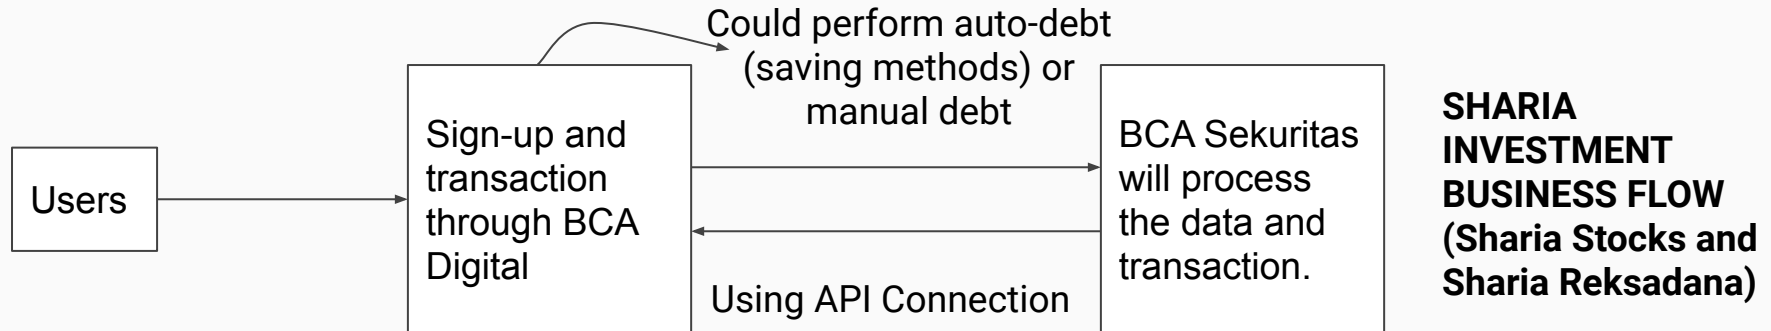 Could perform auto-debt
(saving methods) or
manual debt
Users
Sign-up and
transaction
through BCA
Digital
BCA Sekuritas
will process
the data and
transaction.
Using API Connection
SHARIA
INVESTMENT
BUSINESS FLOW
(Sharia Stocks and
Sharia Reksadana)